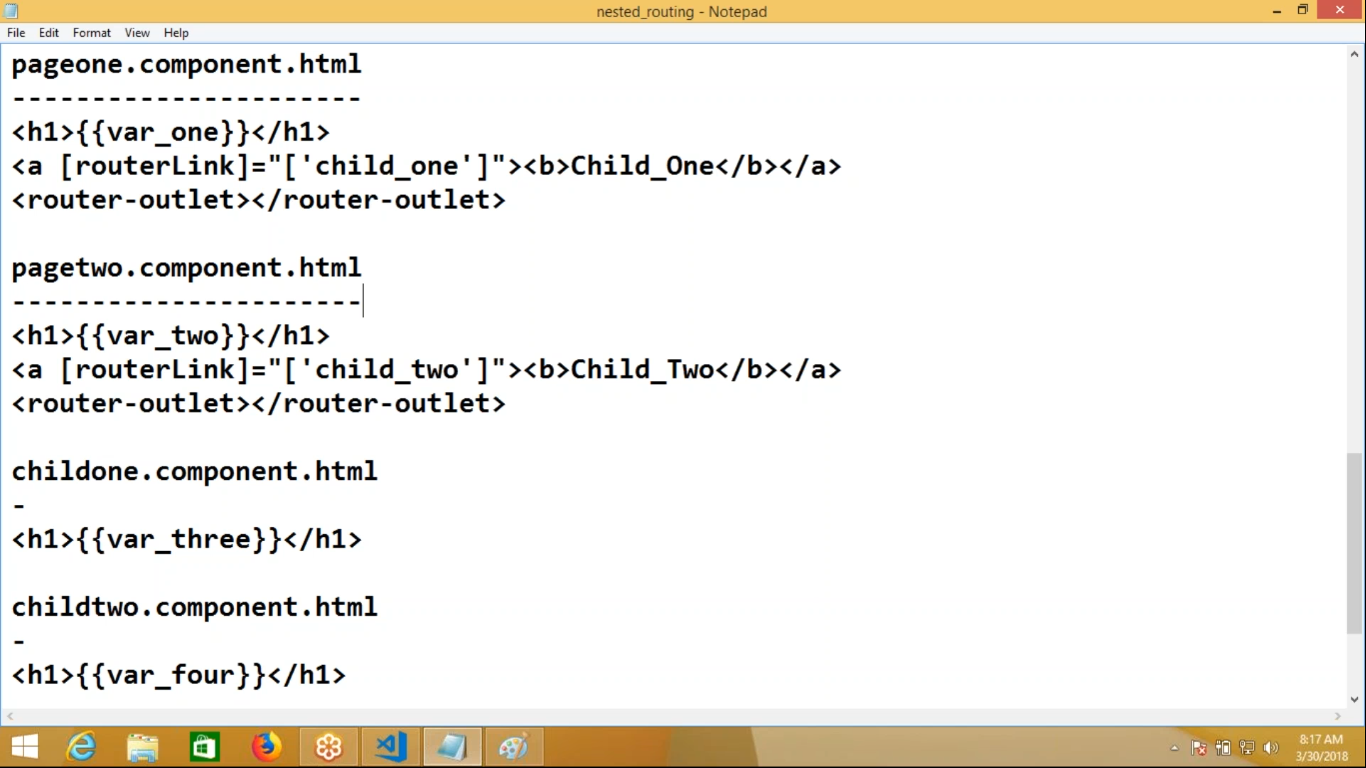 nested_routing - Notepad
File Edit Format View Help
pageone.component.html
----------------------
<h1>{{var_one}}</h1>
<a [routerLink]="['child_one']"><b>Child_One</b></a>
<router-outlet></router-outlet>
pagetwo.component.html
----------------------
<h1>{{var_two}}</h1>
<a [routerLink]="['child_two']"><b>Child_Two</b></a>
<router-outlet></router-outlet>
childone.component.html
-
<h1>{{var_three}}</h1>
childtwo.component.html
-
<h1>{{var_four}}</h1>
8:17 AM
3/30/2018